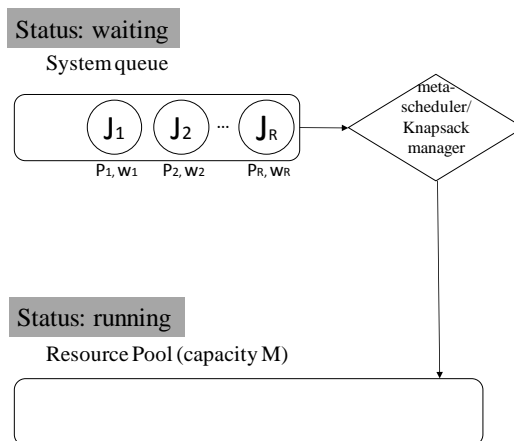 Status: waiting
System queue
J1 J2 ... JR
P1, w1 P2, w2 PR, wR
meta-
scheduler/
Knapsack
manager
Status: running
Resource Pool (capacity M)